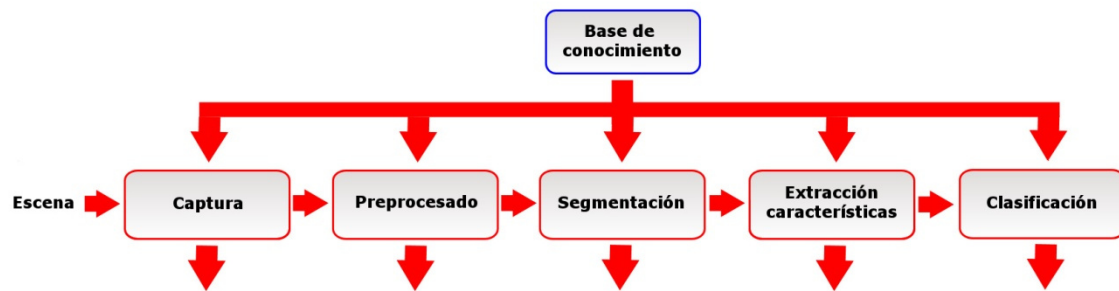 Base de
conocimiento
Escena
Captura
Preprocesado
Segmentación
Extracción
características
Clasificación